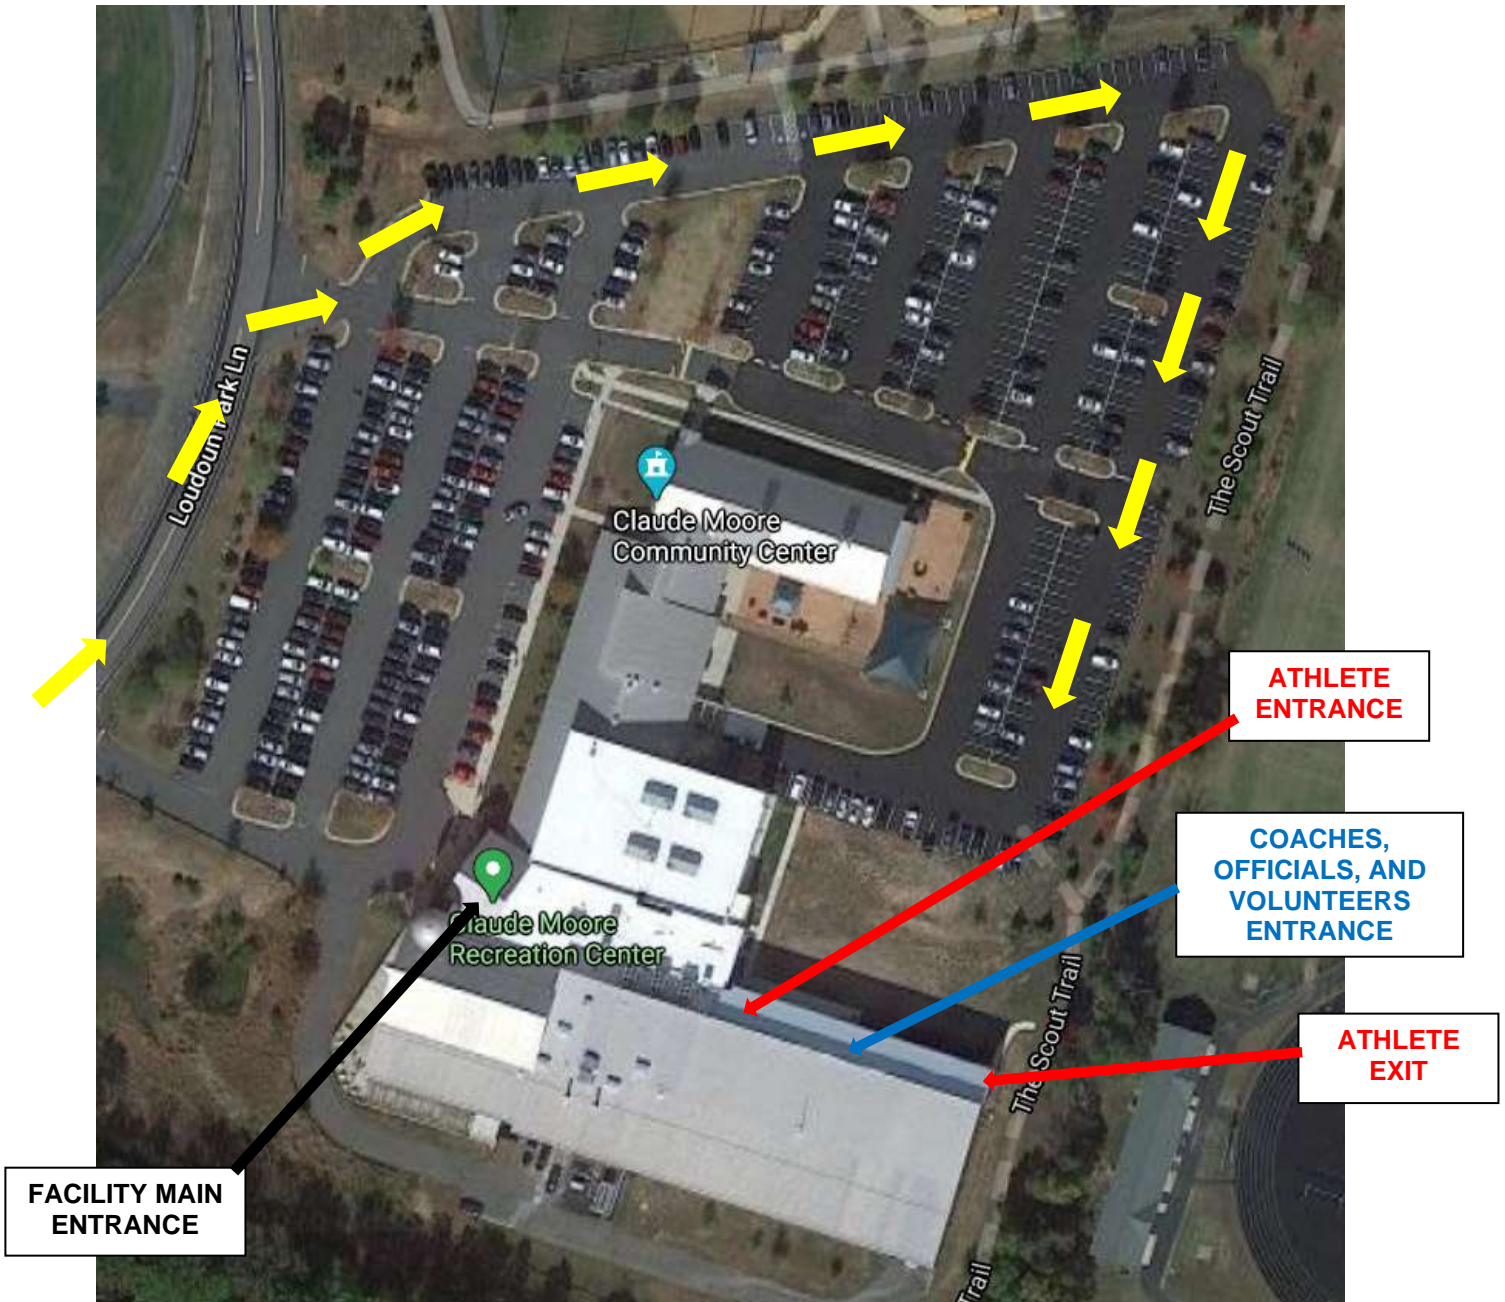 Loudoun Park Ln
The Scout Trail
Claude Moore
Community Center
ATHLETE
ENTRANCE
COACHES,
OFFICIALS, AND
VOLUNTEERS
ENTRANCE
Claude Moore
Recreation Center
The Scout Trail
ATHLETE
EXIT
FACILITY MAIN
ENTRANCE
Trail